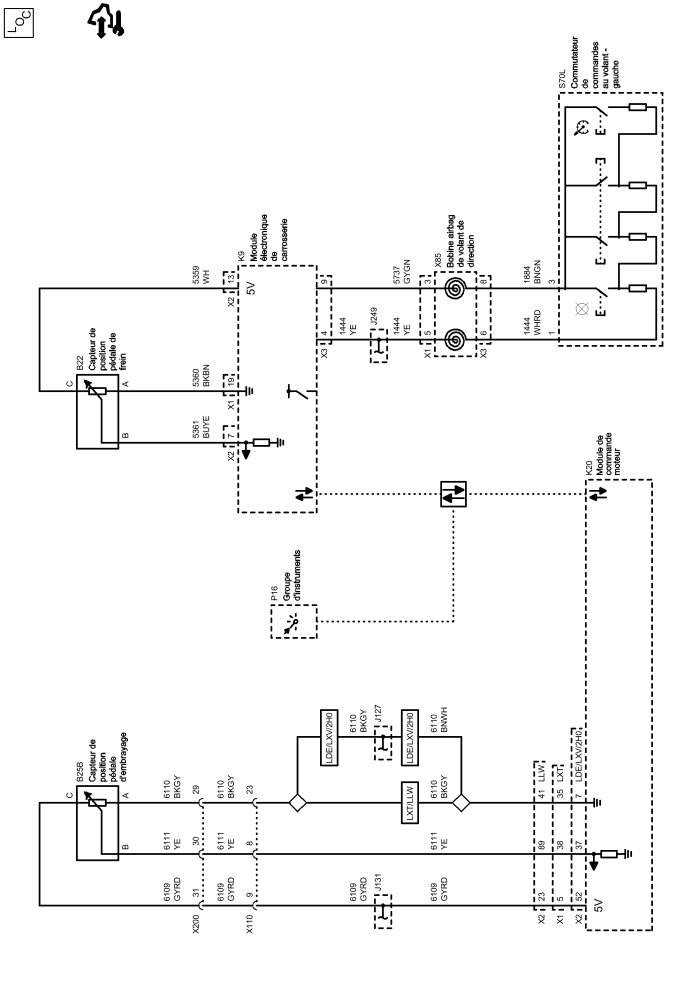 LOC
B25B
Capteur de
position
pédale
d'embrayage
C
A
B
6110
BKGY
29
6110
BKGY
23
6111
YE
30
6111
YE
8
6109
GYRD
31
X200
6109
GYRD
9
X110
LDE/LXV/2H0
6110
BKGY
J127
LDE/LXV/2H0
6110
BNWH
LXT/LLW
6110
BKGY
6111
YE
6109
GYRD
J131
6109
GYRD
X2
23
89
41
LLW
X1
5
38
35
LXT
X2
52
37
7
LDE/LXV/2H0
5V
K20
Module de
commande
moteur
P16
Groupe
d'instruments
B22
Capteur de
position
pédale de
frein
C
A
B
5361
BUYE
X2
7
5360
BKBN
X1
19
5359
WH
X2
13
5V
K9
Module
électronique
de
carrosserie
X3
4
9
1444
YE
J249
1444
YE
5737
GYGN
X1
5
3
X85
Bobine airbag
de volant de
direction
X3
6
8
1444
WHRD
1
1884
BNGN
3
S70L
Commutateur
de
commandes
au volant -
gauche